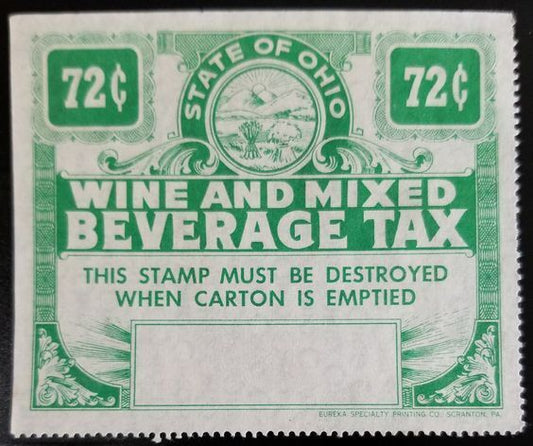 72¢
STATE OF OHIO
72¢
WINE AND MIXED
BEVERAGE TAX
THIS STAMP MUST BE DESTROYED
WHEN CARTON IS EMPTIED
EUREKA SPECIALTY PRINTING CO. SCRANTON, PA.